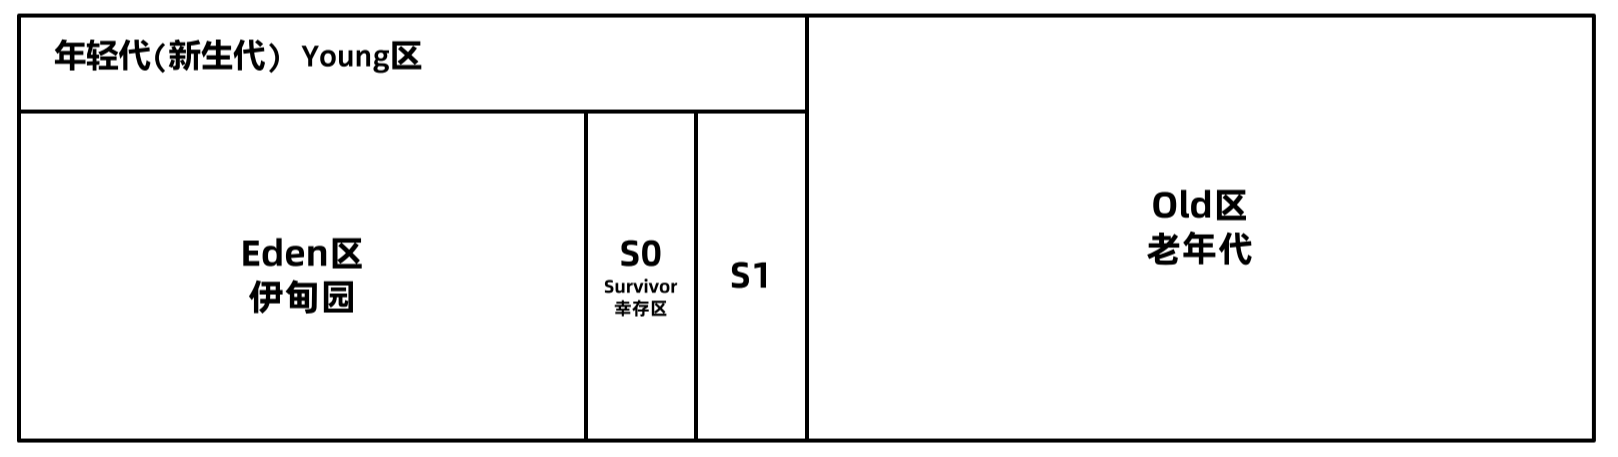 年轻代(新生代) Young区
Eden区
伊甸园
S0
Survivor
幸存区
S1
Old区
老年代